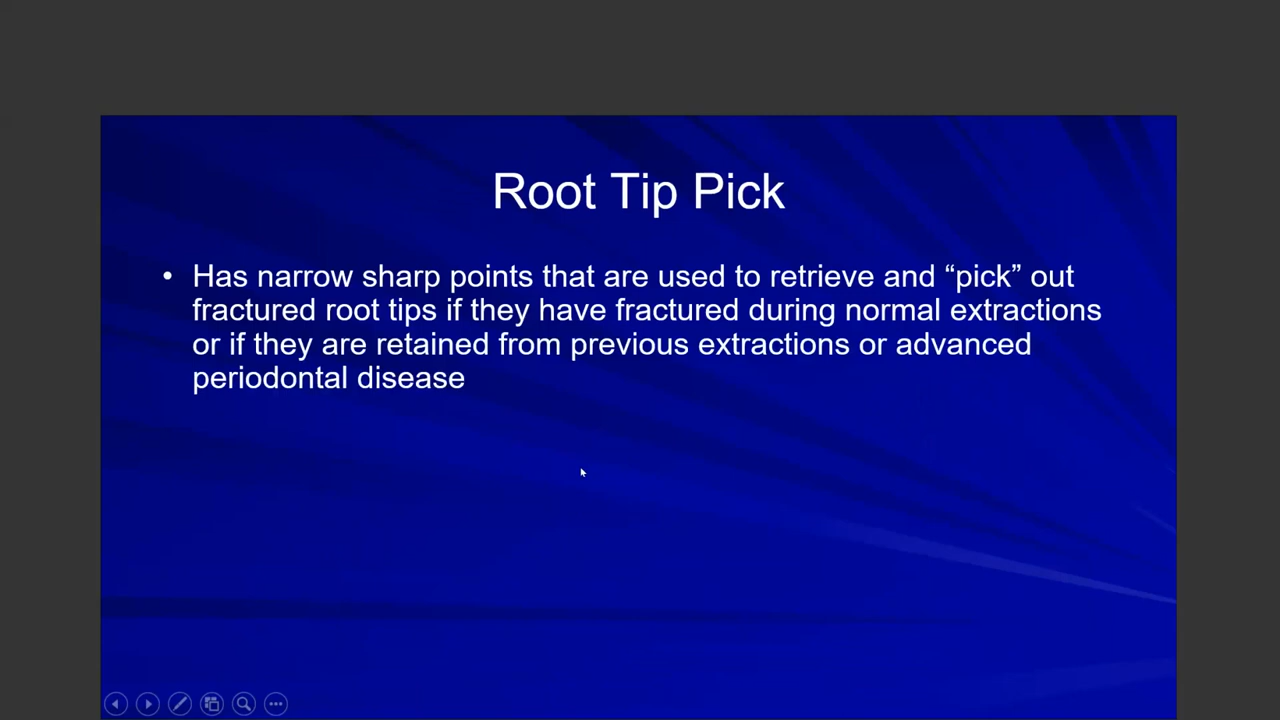 Root Tip Pick
• Has narrow sharp points that are used to retrieve and “pick” out
fractured root tips if they have fractured during normal extractions
or if they are retained from previous extractions or advanced
periodontal disease